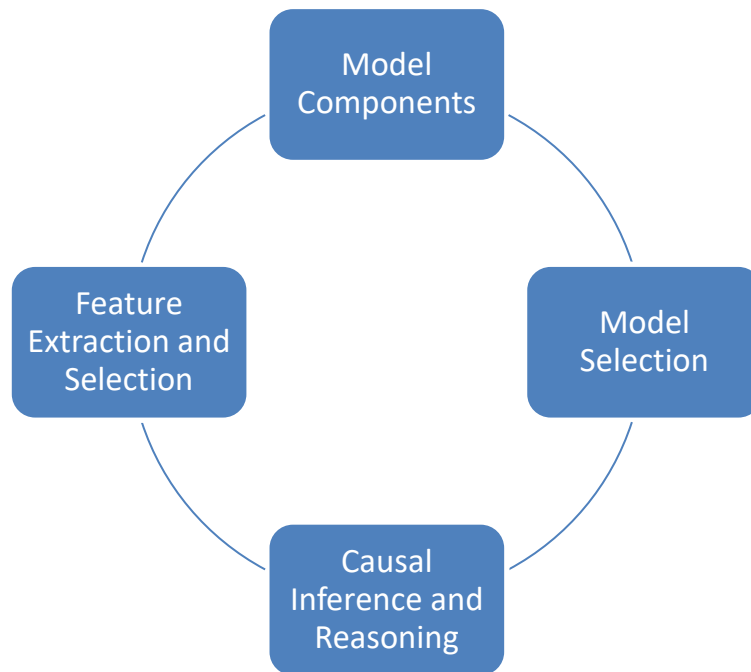 Model
Components
Feature
Extraction and
Selection
Model
Selection
Causal
Inference and
Reasoning